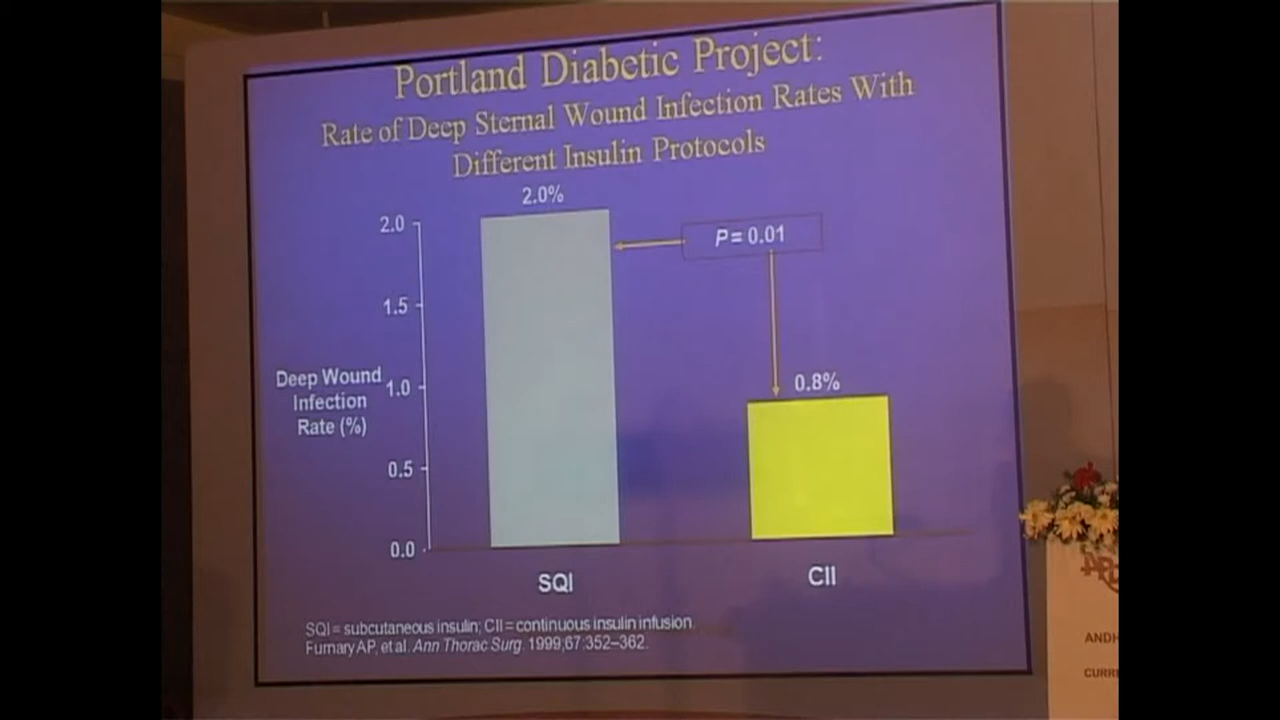 Portland Diabetic Project:
Rate of Deep Sternal Wound Infection Rates With
Different Insulin Protocols
2.0%
2.0
P = 0.01
1.5
Deep Wound
Infection
Rate (%)
1.0
0.8%
0.5
0.0
SQI
CII
SQI = subcutaneous insulin; CII = continuous insulin infusion.
Furnary AP, et al. Ann Thorac Surg. 1999;67:352–362.
ANDH
CURRE